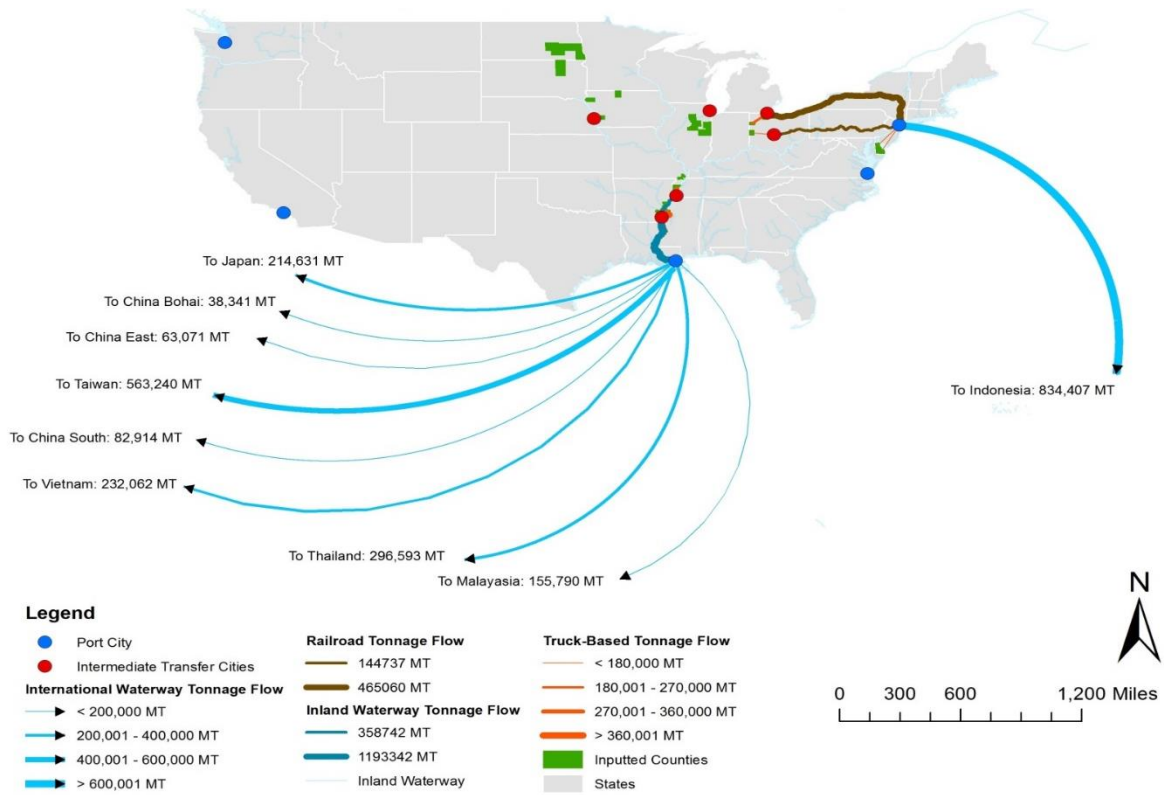 To Japan: 214,631 MT
To China Bohai: 38,341 MT
To China East: 63,071 MT
To Taiwan: 563,240 MT
To Indonesia: 834,407 MT
To China South: 82,914 MT
To Vietnam: 232,062 MT
To Thailand: 296,593 MT
To Malayasia: 155,790 MT
N
Legend
Port City
Intermediate Transfer Cities
International Waterway Tonnage Flow
< 200,000 MT
200,001 - 400,000 MT
400,001 - 600,000 MT
> 600,001 MT
Railroad Tonnage Flow
144737 MT
465060 MT
Inland Waterway Tonnage Flow
358742 MT
1193342 MT
Inland Waterway
Truck-Based Tonnage Flow
< 180,000 MT
180,001 - 270,000 MT
270,001 - 360,000 MT
> 360,001 MT
Inputted Counties
States
0 300 600 1,200 Miles